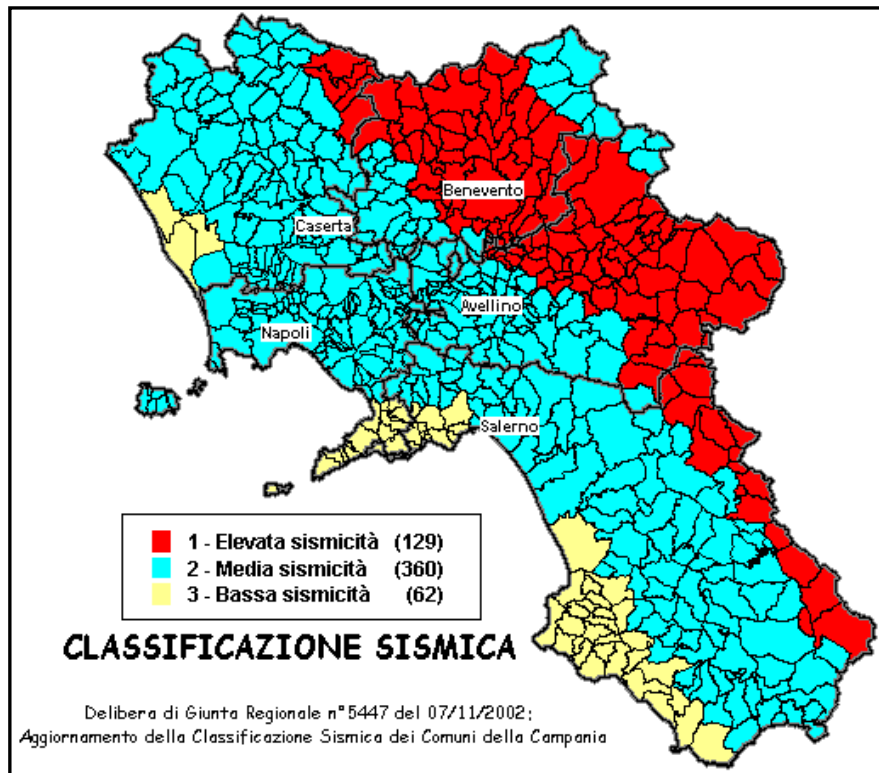 Benevento
Caserta
Avellino
Napoli
Salerno
1 - Elevata sismicità (129)
2 - Media sismicità (360)
3 - Bassa sismicità (62)
CLASSIFICAZIONE SISMICA
Delibera di Giunta Regionale n°5447 del 07/11/2002;
Aggiornamento della Classificazione Sismica dei Comuni della Campania